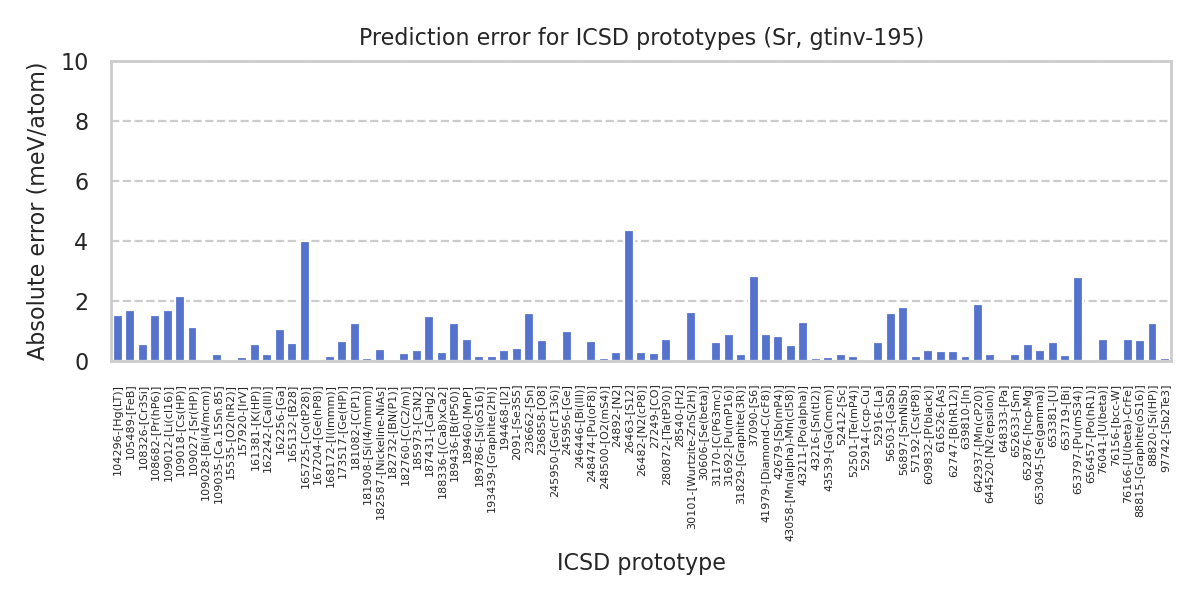 Prediction error for ICSD prototypes (Sr, gtinv-195)
Absolute error (meV/atom)
10
8
6
4
2
0
104296-[Hg(LT)]
105489-[FeB]
108326-[Cr3Si]
108682-[Pr(hP6)]
109012-[Li(cI16)]
109018-[Cs(HP)]
109027-[Sr(HP)]
109028-[Bi(I4/mcm)]
109035-[Ca.15Sn.85]
15535-[O2(hR2)]
157920-[IrV]
161381-[K(HP)]
162242-[Ca(III)]
162256-[Ga]
165132-[B28]
165725-[Co(tP28)]
167204-[Ge(hP8)]
168172-[I(Immm)]
173517-[Ge(HP)]
181082-[C(P1)]
181908-[Si(I4/mmm)]
182587-[Nickeline-NiAs]
182732-[BN(P1)]
182760-[C(C2/m)]
185973-[C3N2]
187431-[CaHg2]
188336-[(Ca8)xCa2]
189436-[B(tP50)]
189460-[MnP]
189786-[Si(oS16)]
193439-[Graphite(2H)]
194468-[I2]
2091-[Se3S5]
236662-[Sn]
236858-[O8]
245950-[Ge(cF136)]
245956-[Ge]
246446-[Bi(III)]
248474-[Pu(oF8)]
248500-[O2(mS4)]
24892-[N2]
26463-[S12]
26482-[N2(cP8)]
27249-[CO]
280872-[Ta(tP30)]
28540-[H2]
30101-[Wurtzite-ZnS(2H)]
30606-[Se(beta)]
31170-[C(P63mc)]
31692-[Pu(mP16)]
31829-[Graphite(3R)]
37090-[S6]
41979-[Diamond-C(cF8)]
42679-[Sb(mP4)]
43058-[Mn(alpha)-Mn(cI58)]
43211-[Po(alpha)]
43216-[Sn(tI2)]
43539-[Ga(Cmcm)]
52412-[Sc]
52501-[Te(mP4)]
52914-[ccp-Cu]
52916-[La]
56503-[GaSb]
56897-[SmNiSb]
57192-[Cs(tP8)]
609832-[P(black)]
616526-[As]
62747-[B(hR12)]
639810-[In]
642937-[Mn(cP20)]
644520-[N2(epsilon)]
648333-[Pa]
652633-[Sm]
652876-[hcp-Mg]
653045-[Se(gamma)]
653381-[U]
653719-[Np]
653797-[Pu(mS34)]
656457-[Po(hR1)]
76041-[U(beta)]
76156-[bcc-W]
76166-[U(beta)-CrFe]
88815-[Graphite(oS16)]
88820-[Si(HP)]
97742-[Sb2Te3]
ICSD prototype